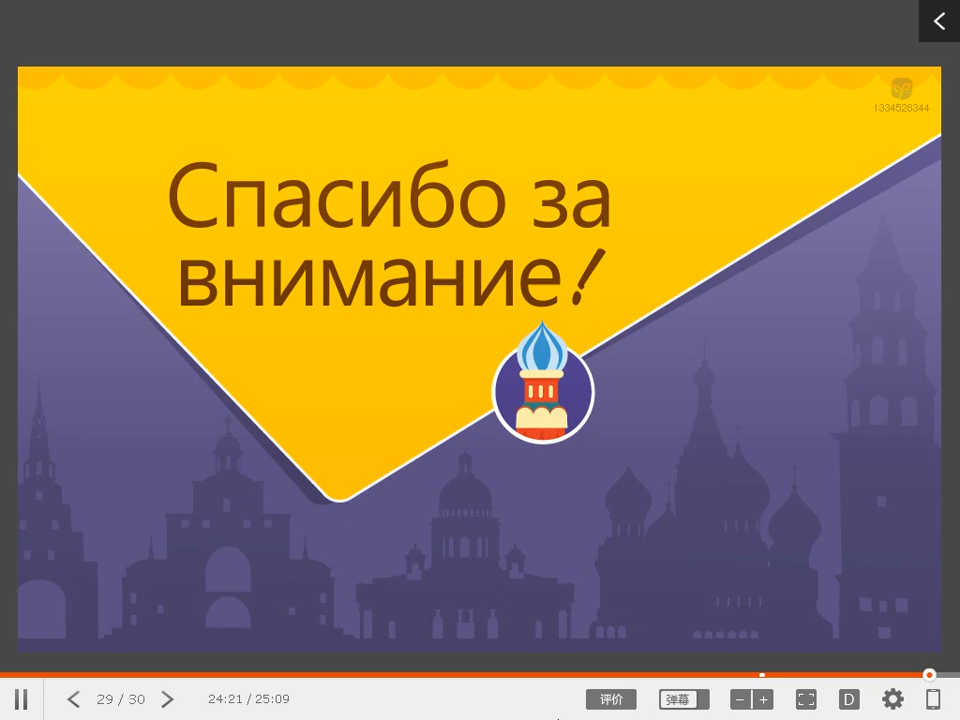 1334528344
Спасибо за
внимание!
29 / 30
24:21 / 25:09
评价
弹幕
D